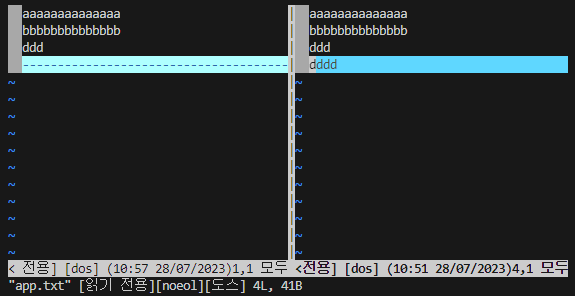 aaaaaaaaaaaaaa
bbbbbbbbbbbbbb
ddd
----------------------------------------
~
~
~
~
~
~
~
~
~
~
~
< 전용] [dos] (10:57 28/07/2023)1,1 모두
aaaaaaaaaaaaaa
bbbbbbbbbbbbbb
ddd
dddd
~
~
~
~
~
~
~
~
~
~
~
<전용] [dos] (10:51 28/07/2023)4,1 모두
"app.txt" [읽기 전용][noeol][도스] 4L, 41B